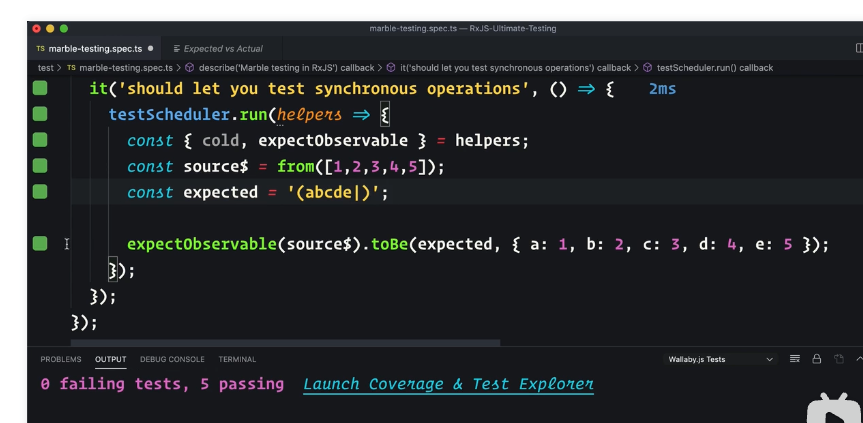 marble-testing.spec.ts — RxJS-Ultimate-Testing
TS marble-testing.spec.ts ● Expected vs Actual
test > TS marble-testing.spec.ts > describe('Marble testing in RxJS') callback > it('should let you test synchronous operations') callback > testScheduler.run() callback
it('should let you test synchronous operations', () => { 2ms
testScheduler.run(helpers => {
const { cold, expectObservable } = helpers;
const source$ = from([1,2,3,4,5]);
const expected = '(abcde|)';
expectObservable(source$).toBe(expected, { a: 1, b: 2, c: 3, d: 4, e: 5 });
});
});
});
PROBLEMS OUTPUT DEBUG CONSOLE TERMINAL Wallaby.js Tests
0 failing tests, 5 passing Launch Coverage & Test Explorer